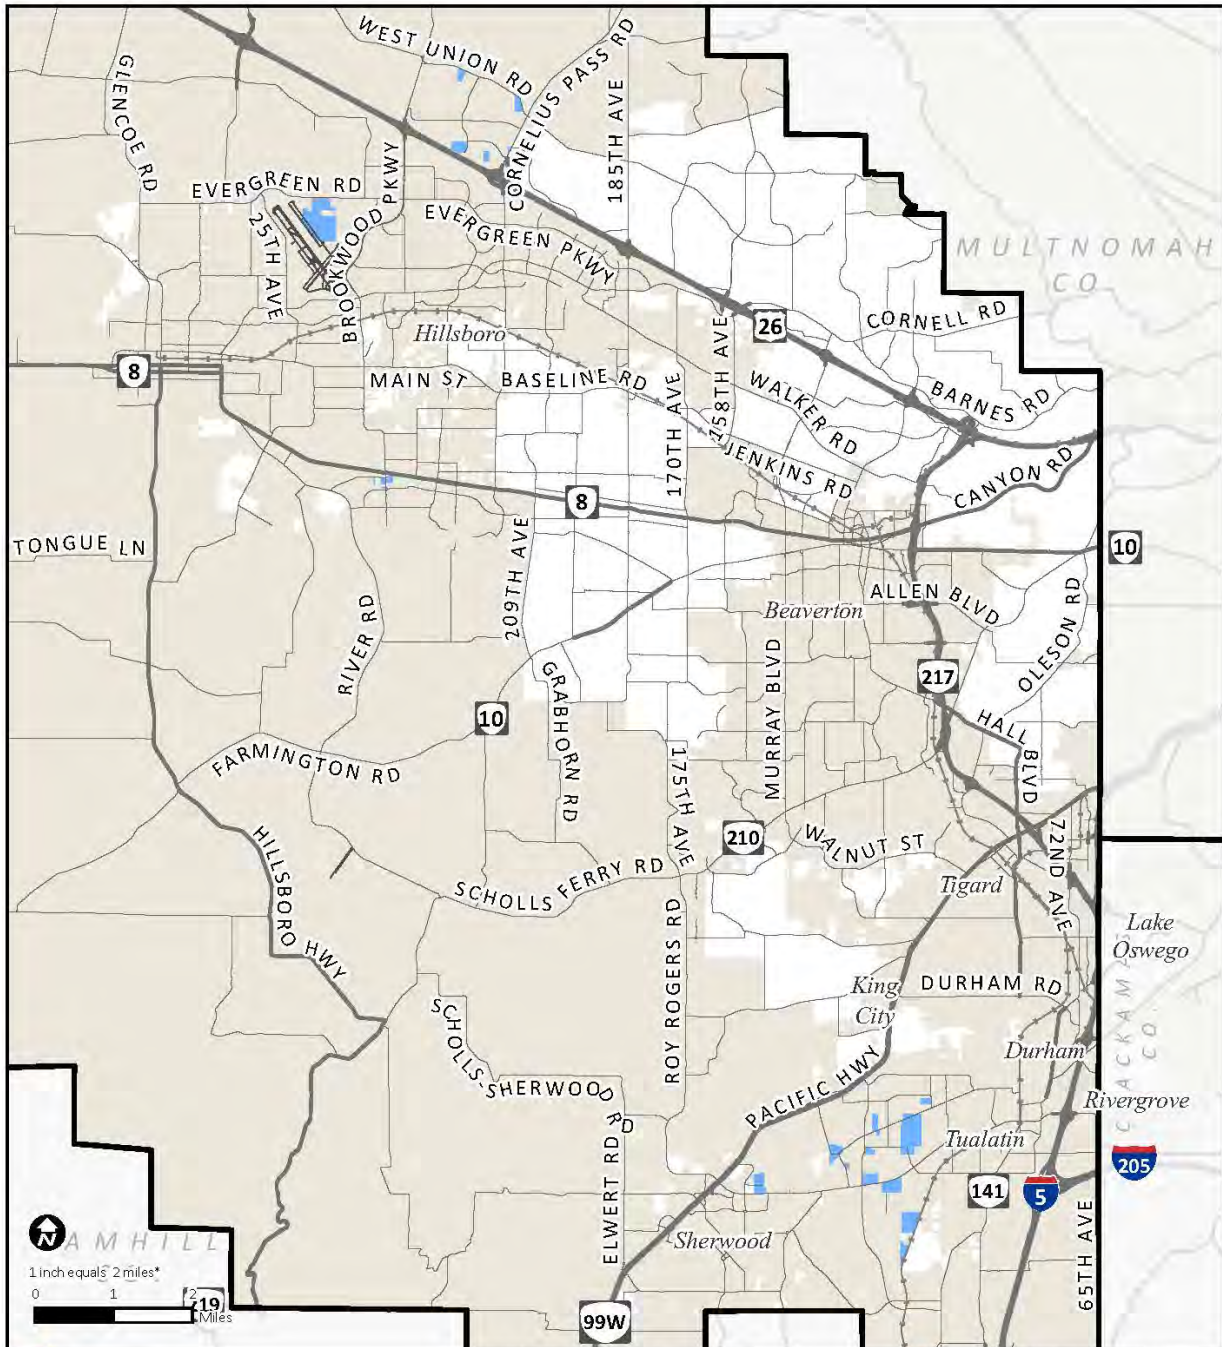 WEST UNION RD
CORNELIUS PASS RD
GLENCOE RD
185TH AVE
EVERGREEN RD
BROOKWOOD PKWY
25TH AVE
EVERGREEN PKWY
MULTNOMAH
CO
CORNELL RD
26
Hillsboro
158TH AVE
8
MAIN ST
BASELINE RD
170TH AVE
WALKER RD
BARNES RD
JENKINS RD
CANYON RD
8
TONGUE LN
209TH AVE
10
ALLEN BLVD
Beaverton
RIVER RD
OLESON RD
MURRAY BLVD
217
GRABHORN RD
10
HALL BLVD
FARMINGTON RD
175TH AVE
210
WALNUT ST
72ND AVE
HILLSBORO HWY
SCHOLLS FERRY RD
Tigard
Lake
Oswego
ROY ROGERS RD
King
City
DURHAM RD
SCHOLLS-SHERWOOD RD
Durham
CLACKAMAS
CO.
PACIFIC HWY
Rivergrove
Tualatin
205
ELWERT RD
141
5
65TH AVE
Sherwood
N
AMHILL
1 inch equals 2 miles*
0 1 2
Miles
219
99W